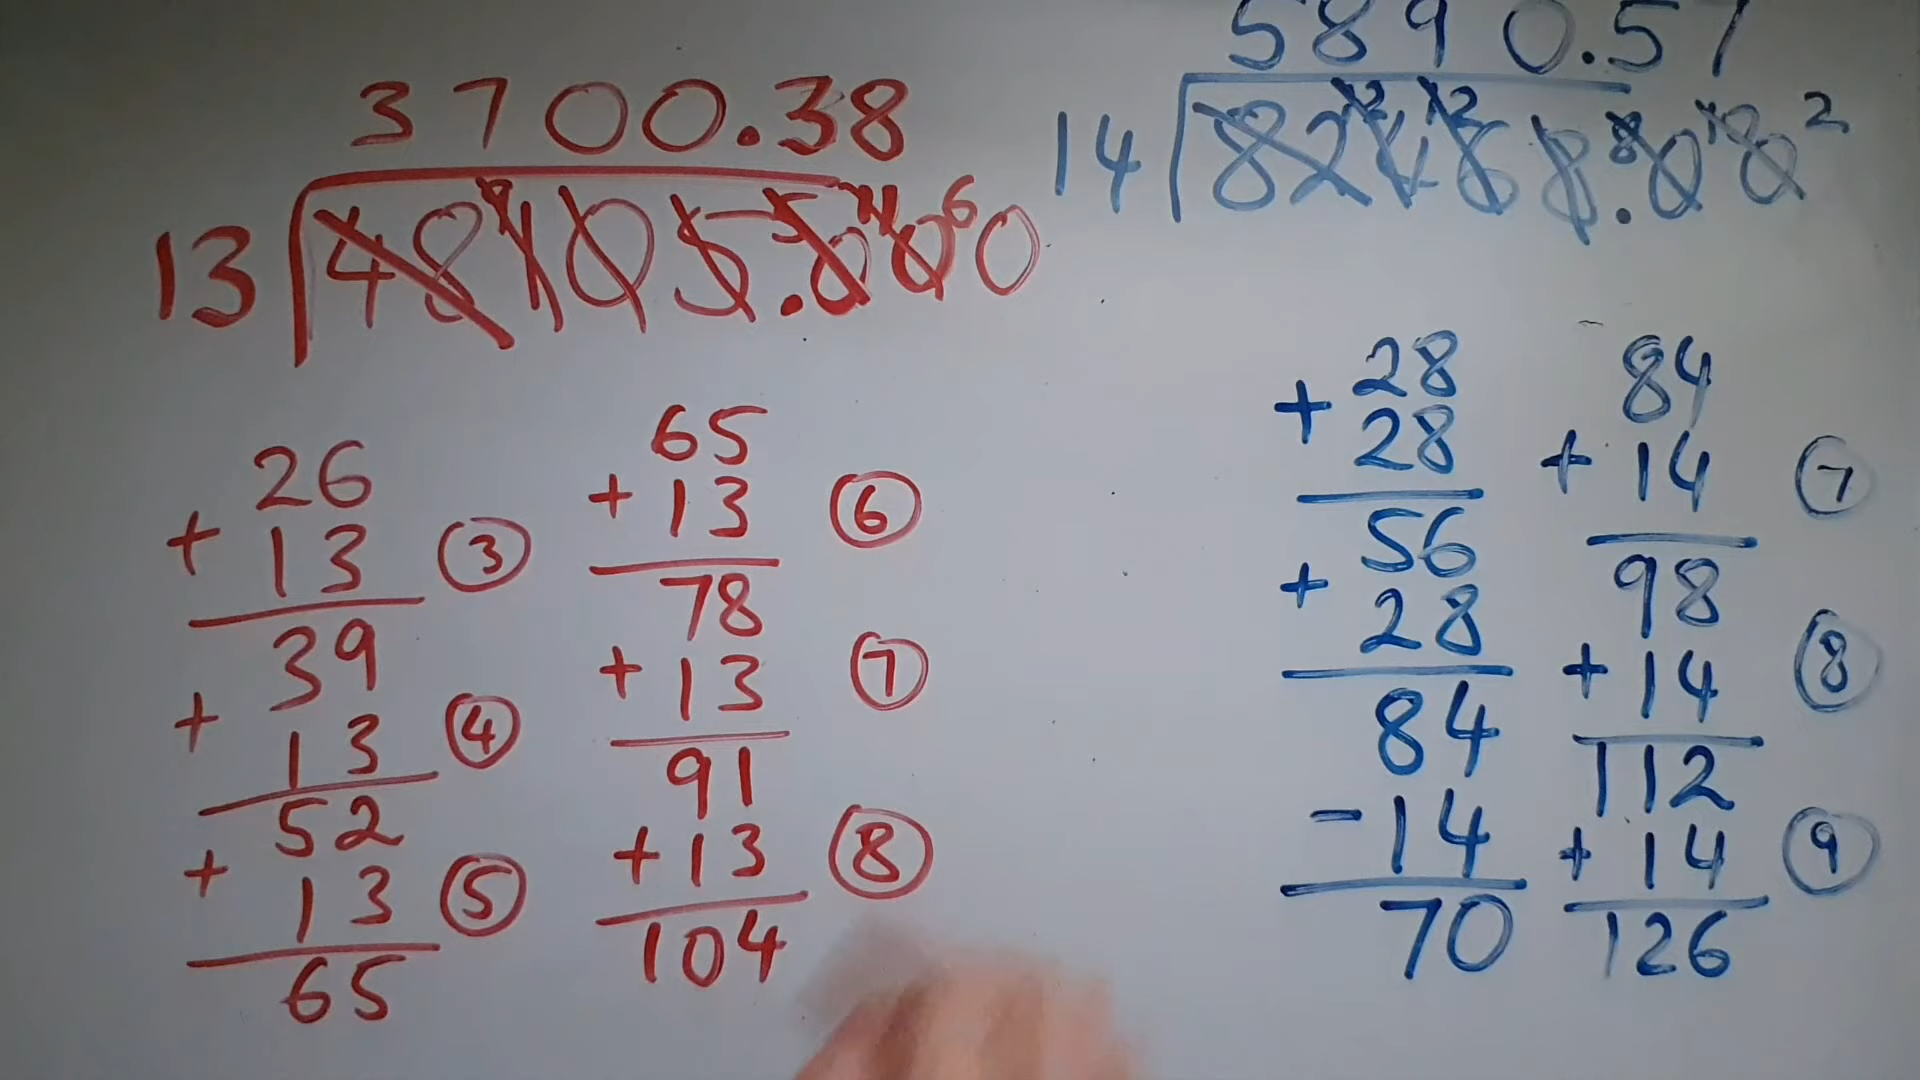 3700.38
13 48105.000
26
+ 13 ③
39
+ 13 ④
52
+ 13 ⑤
65
65
+ 13 ⑥
78
+ 13 ⑦
91
+ 13 ⑧
104
5890.57
14 82468.00
28
+ 28
56
+ 28
84
- 14
70
84
+ 14 ⑦
98
+ 14 ⑧
112
+ 14 ⑨
126